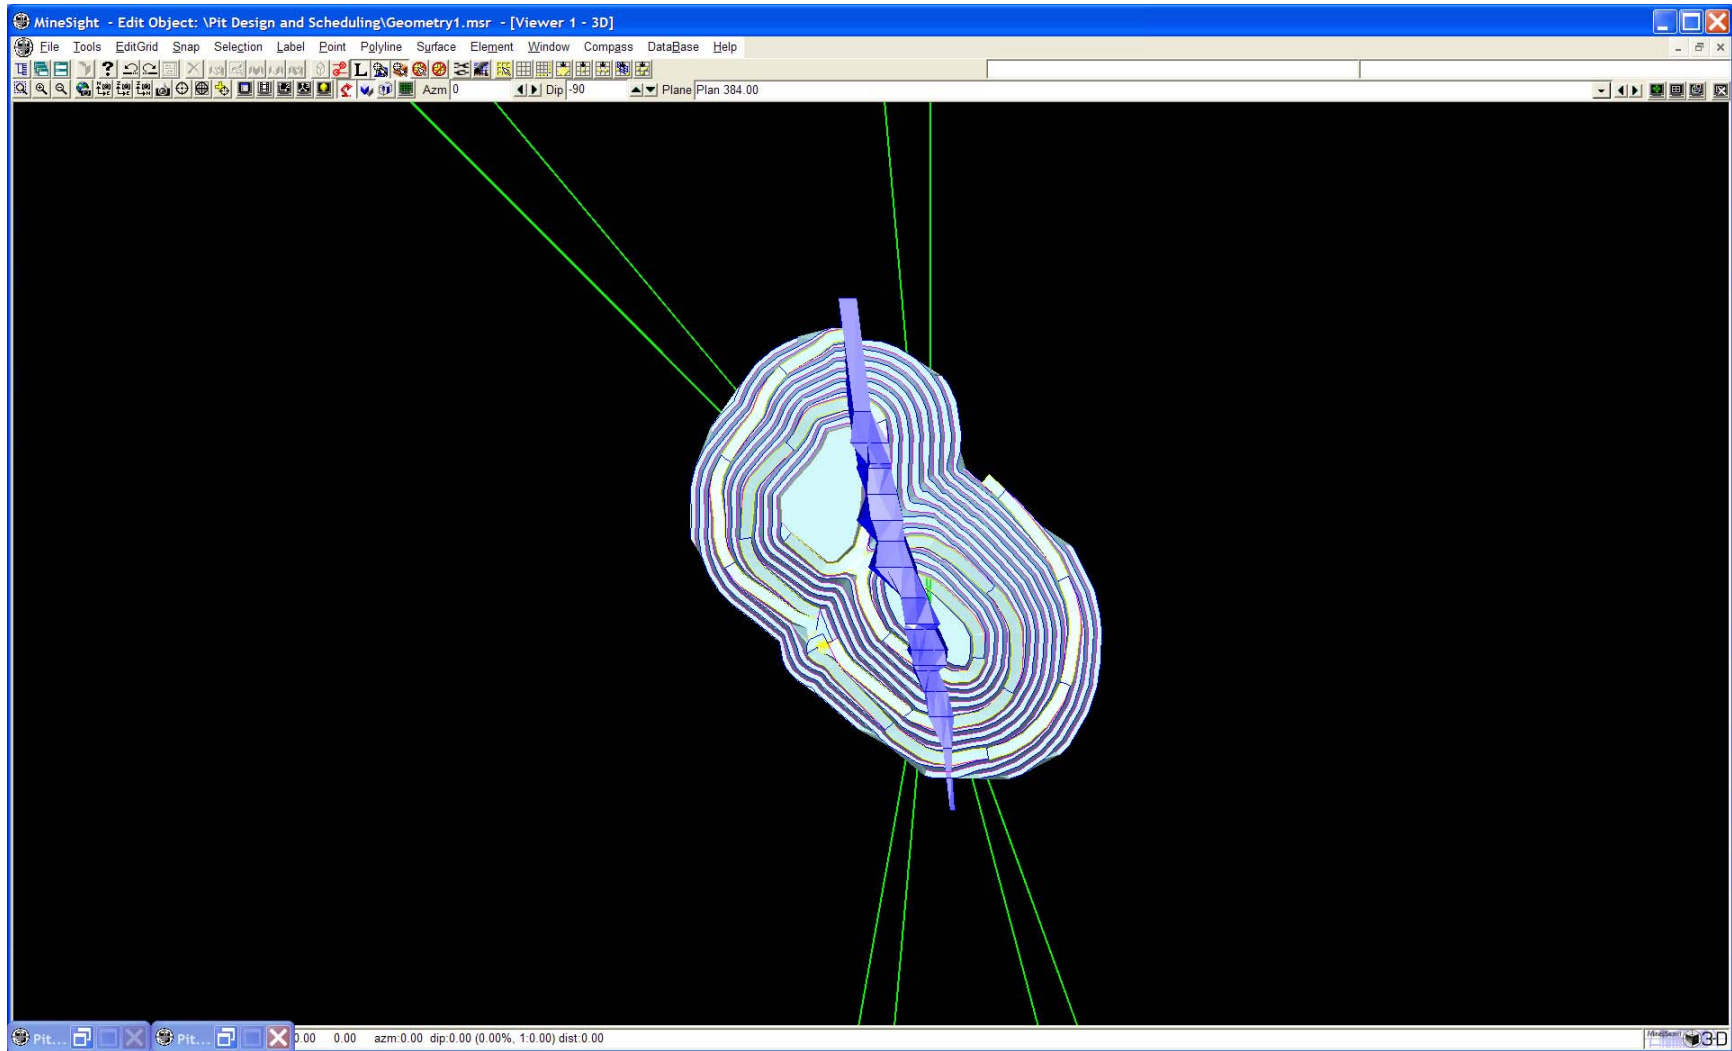 MineSight - Edit Object: \Pit Design and Scheduling\Geometry1.msr - [Viewer 1 - 3D]
File Tools EditGrid Snap Selection Label Point Polyline Surface Element Window Compass DataBase Help
Azm 0 Dip -90 Plane Plan 384.00
Pit... Pit... 0.00 0.00 azm:0.00 dip:0.00 (0.00%, 1:0.00) dist:0.00
3-D